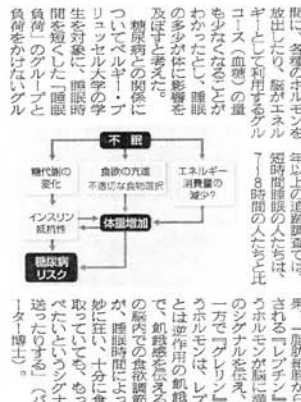 間に、各種のホルモンを
放出したり、脳がエネル
ギーとして利用するグル
コース（血糖）の量
も少なくなることが
わかったとし、睡眠
の多少が体に影響を
及ぼすと考えた。
糖尿病との関係に
ついてベルギー・ブ
リュッセル大学の学
生を対象に、睡眠時
間を短くした「睡眠
負荷」のグループと
負荷をかけないグル
不眠
糖代謝の
変化
食欲の亢進
不適切な食物選択
エネルギー
消費量の
減少?
インスリン
抵抗性
体重増加
糖尿病
リスク
年以上の追跡調査では、
短時間睡眠の人たちは、
7〜8時間の人たちと比
される『レプチン』
うホルモンが脳に満
のシグナルを伝え、
一方で『グレリン』
うホルモンは、レプ
とは逆作用の飢餓
で、飢餓感を伝える
の脳内での食欲調節
が、睡眠時間によっ
妙に狂い、十分に食
取っていても、もっ
べたいというシグナ
送ったりする」（パ
ーター博士）。